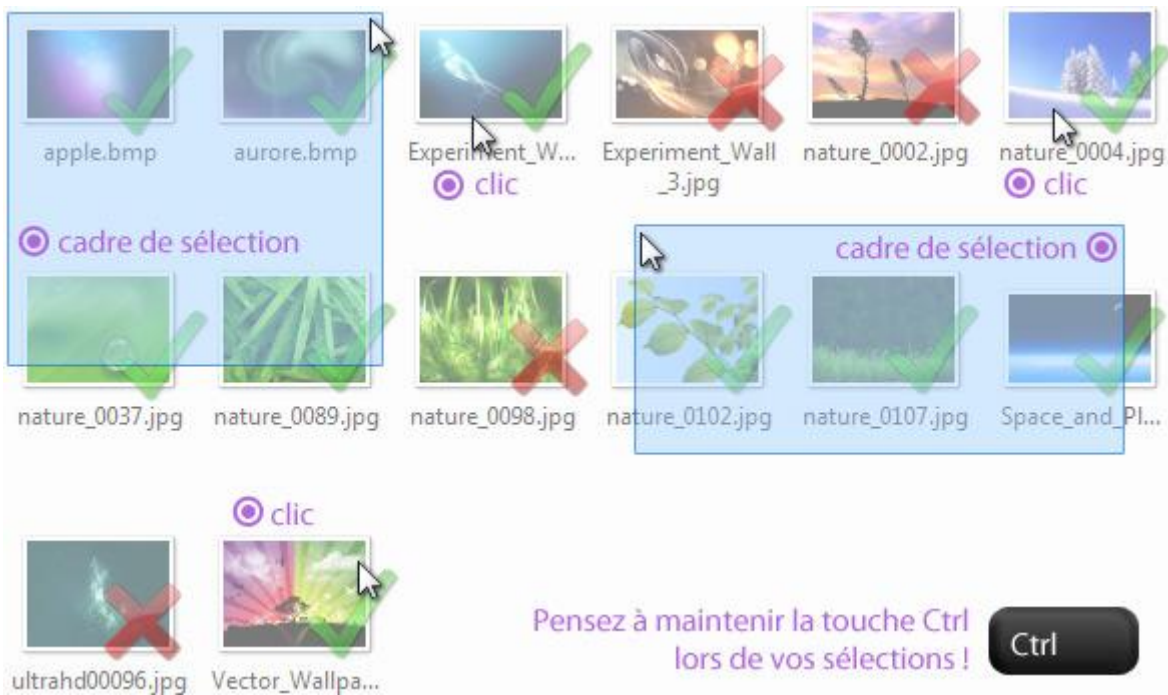 apple.bmp
aurore.bmp
Experiment_W...
Experiment_Wall
_3.jpg
nature_0002.jpg
nature_0004.jpg
clic
clic
cadre de sélection
cadre de sélection
nature_0037.jpg
nature_0089.jpg
nature_0098.jpg
nature_0102.jpg
nature_0107.jpg
Space_and_Pl...
clic
ultrahd00096.jpg
Vector_Wallpa...
Pensez à maintenir la touche Ctrl
lors de vos sélections !
Ctrl